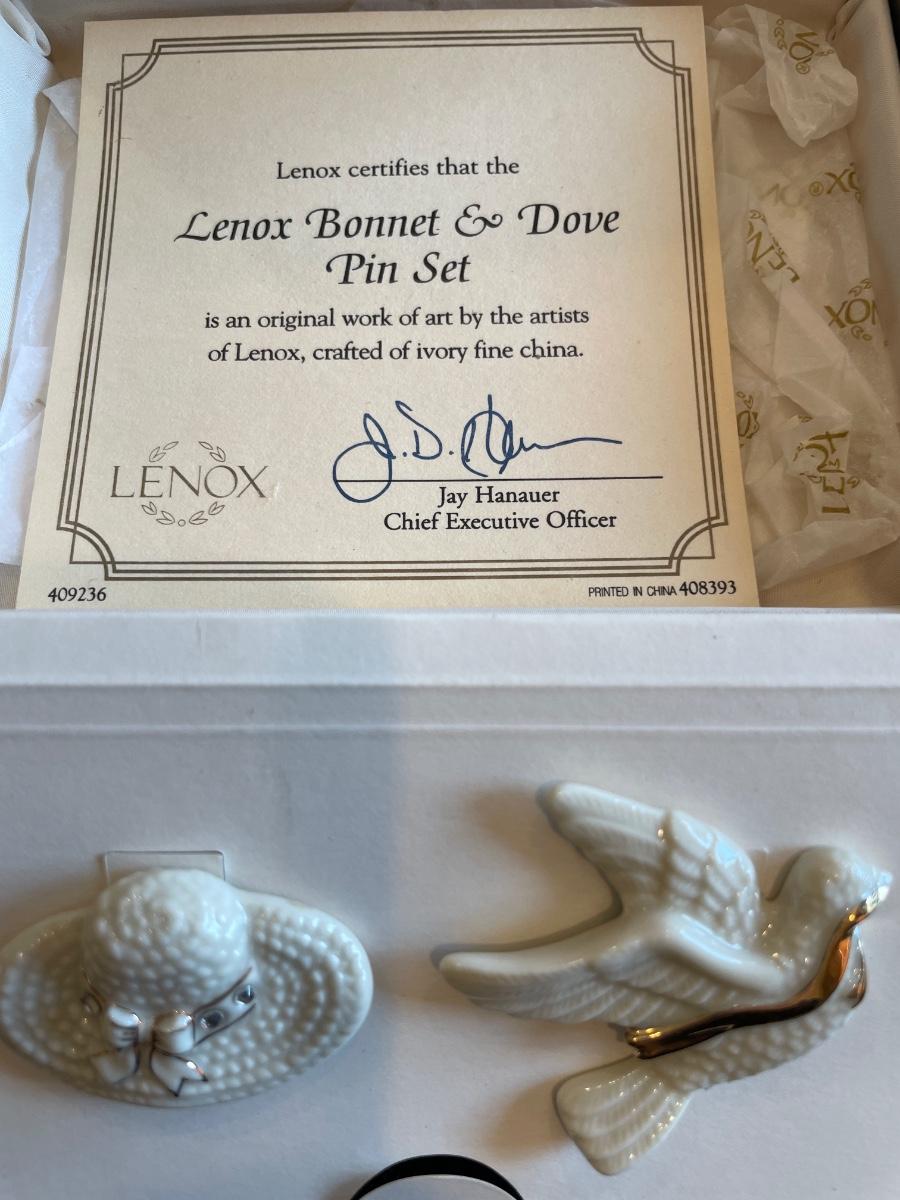 Lenox certifies that the
Lenox Bonnet & Dove
Pin Set
is an original work of art by the artists
of Lenox, crafted of ivory fine china.
J.D. Hanauer
LENOX
Jay Hanauer
Chief Executive Officer
409236
PRINTED IN CHINA 408393